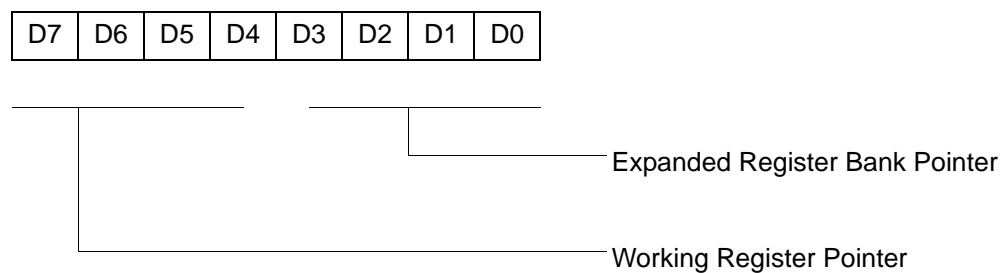 D7 D6 D5 D4 D3 D2 D1 D0
Expanded Register Bank Pointer
Working Register Pointer